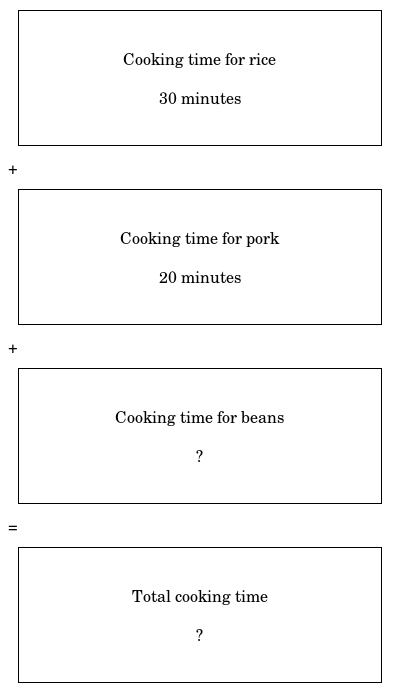 Cooking time for rice
30 minutes
+
Cooking time for pork
20 minutes
+
Cooking time for beans
?
=
Total cooking time
?